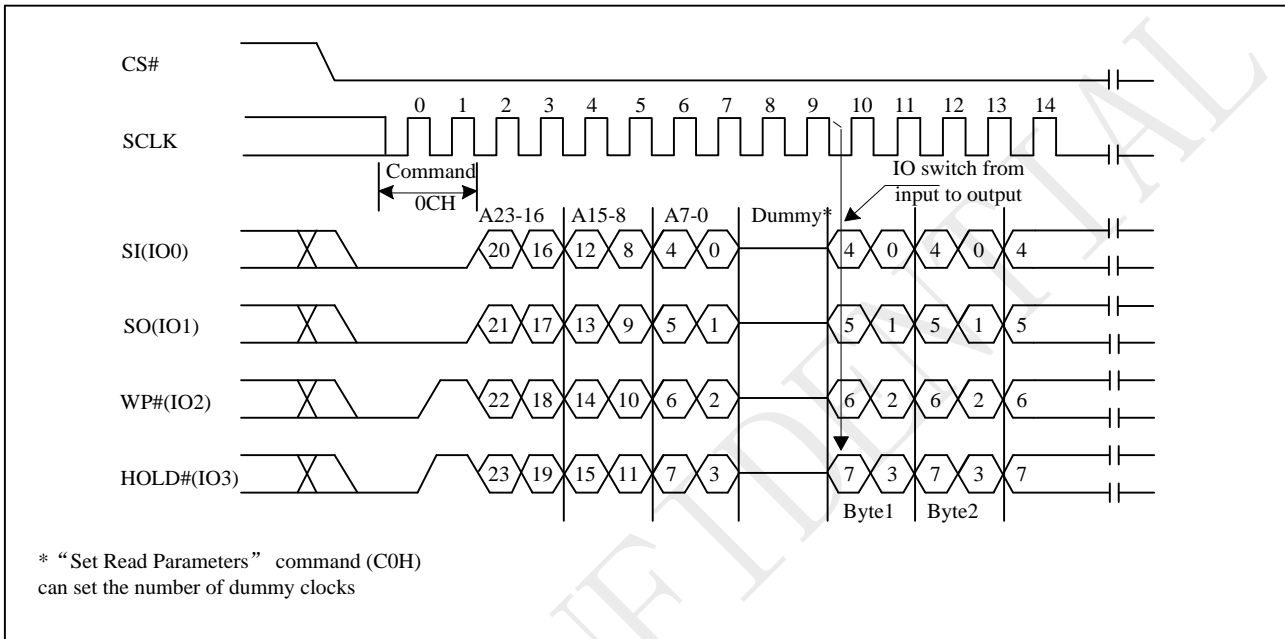 CS#
0 1 2 3 4 5 6 7 8 9 10 11 12 13 14
SCLK
Command
0CH
IO switch from
input to output
A23-16 A15-8 A7-0 Dummy*
SI(IO0) 20 16 12 8 4 0 4 0 4 0 4
SO(IO1) 21 17 13 9 5 1 5 1 5 1 5
WP#(IO2) 22 18 14 10 6 2 6 2 6 2 6
HOLD#(IO3) 23 19 15 11 7 3 7 3 7 3 7
Byte1 Byte2
* “Set Read Parameters” command (C0H)
can set the number of dummy clocks
FIDENTIAL